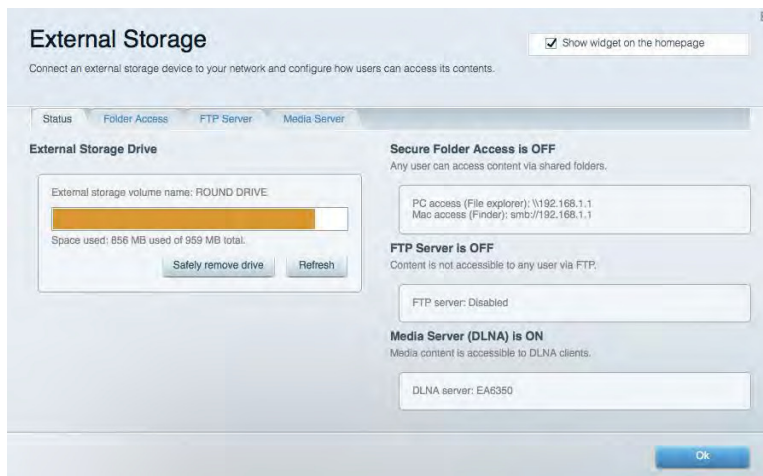 External Storage
Show widget on the homepage
Connect an external storage device to your network and configure how users can access its contents.
Status
Folder Access
FTP Server
Media Server
External Storage Drive
External storage volume name: ROUND DRIVE
Space used: 856 MB used of 959 MB total.
Safely remove drive
Refresh
Secure Folder Access is OFF
Any user can access content via shared folders.
PC access (File explorer): \\192.168.1.1
Mac access (Finder): smb://192.168.1.1
FTP Server is OFF
Content is not accessible to any user via FTP.
FTP server: Disabled
Media Server (DLNA) is ON
Media content is accessible to DLNA clients.
DLNA server: EA6350
Ok